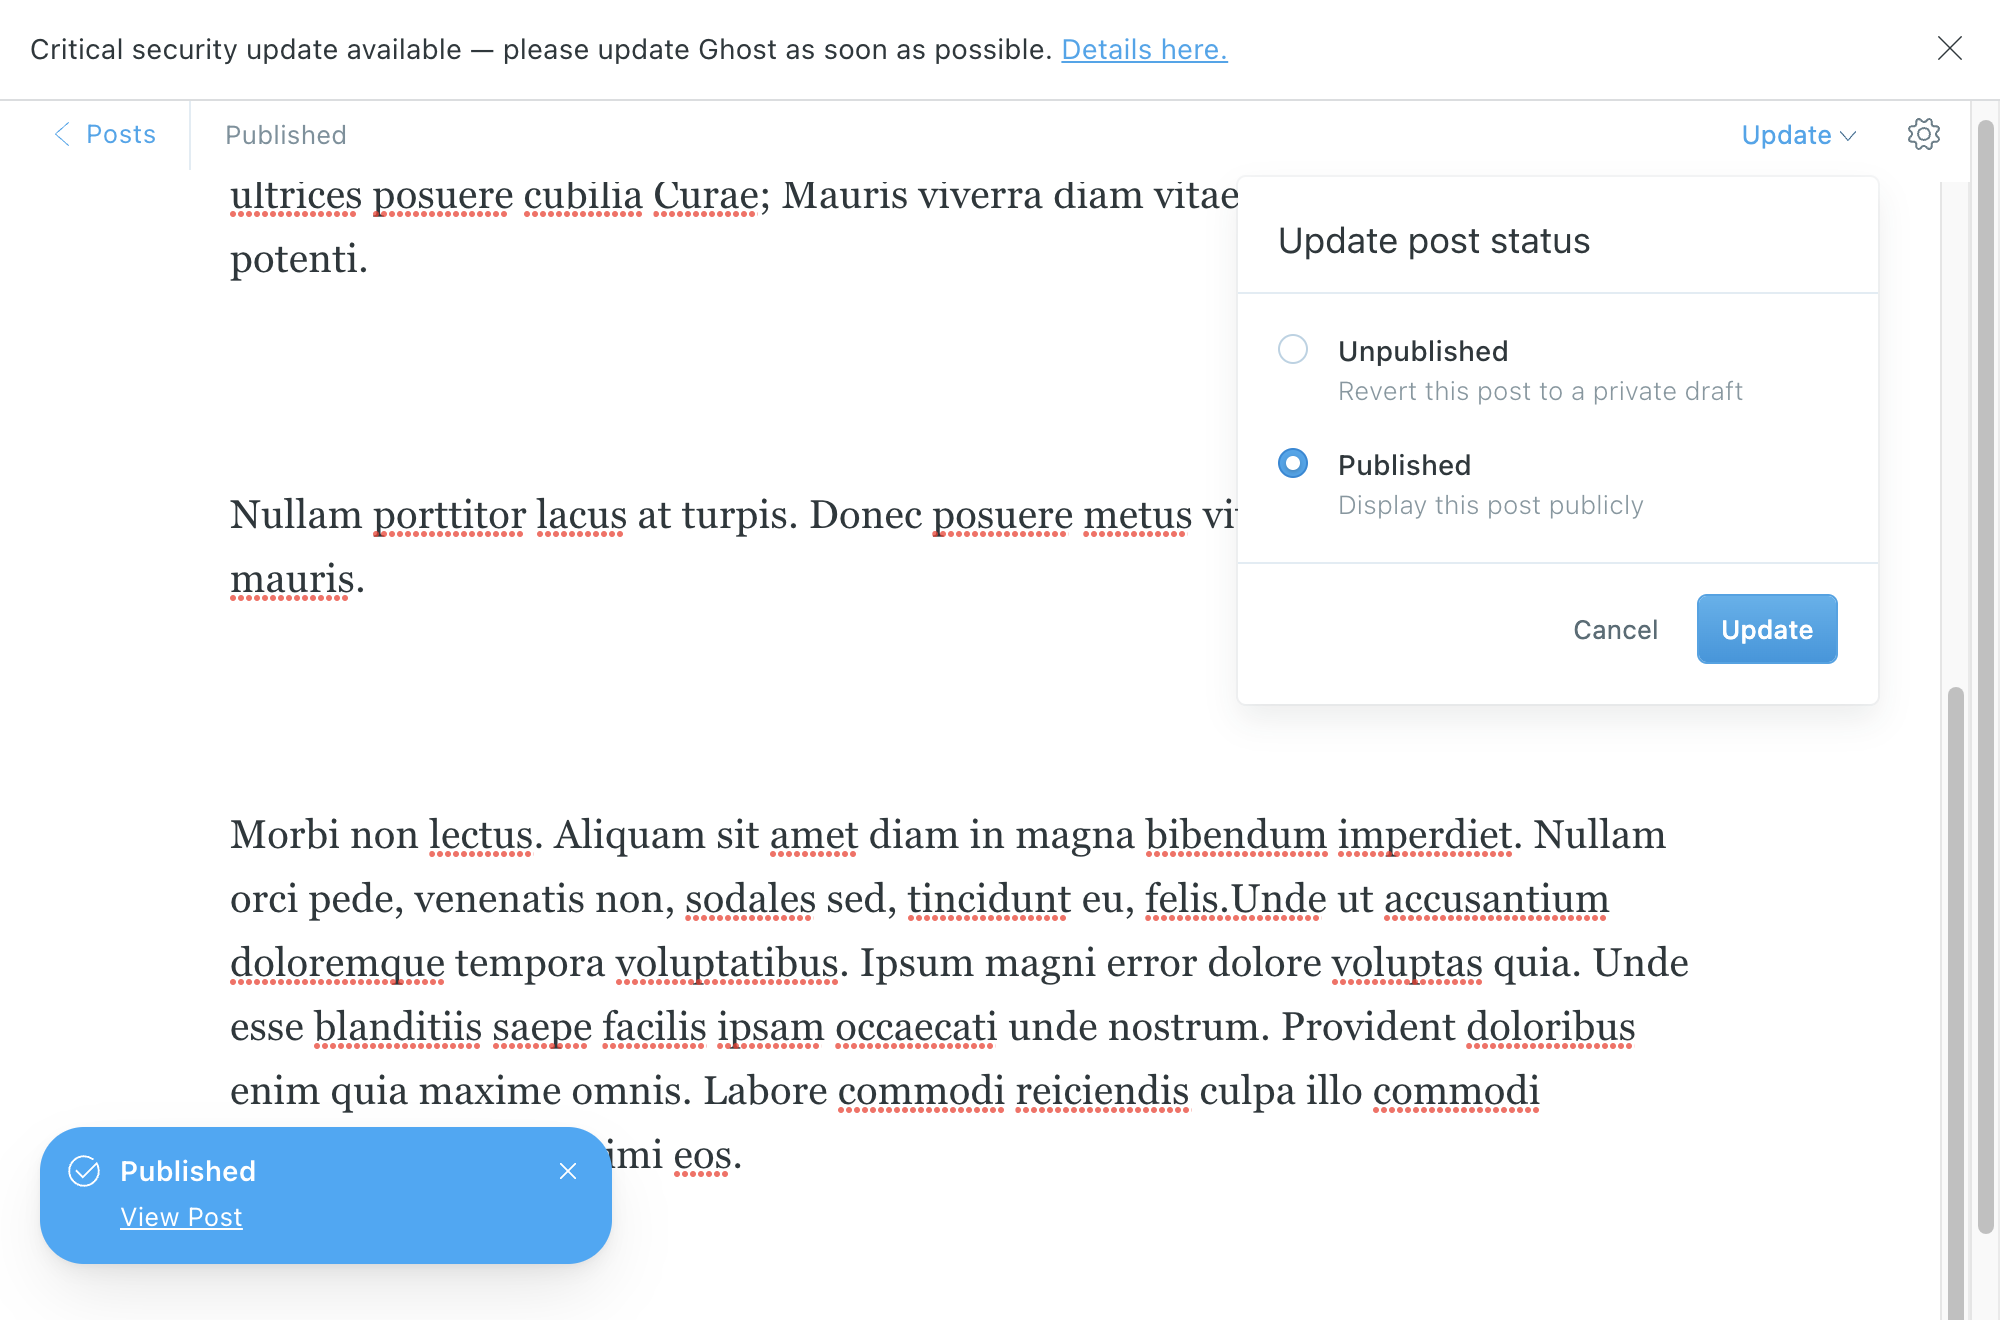 Critical security update available — please update Ghost as soon as possible. Details here.
Posts
Published
Update
ultrices posuere cubilia Curae; Mauris viverra diam vitae
potenti.
Nullam porttitor lacus at turpis. Donec posuere metus
mauris.
Update post status
Unpublished
Revert this post to a private draft
Published
Display this post publicly
Cancel
Update
Morbi non lectus. Aliquam sit amet diam in magna bibendum imperdiet. Nullam
orci pede, venenatis non, sodales sed, tincidunt eu, felis.Unde ut accusantium
doloremque tempora voluptatibus. Ipsum magni error dolore voluptas quia. Unde
esse blanditiis saepe facilis ipsam occaecati unde nostrum. Provident doloribus
enim quia maxime omnis. Labore commodi reiciendis culpa illo commodi
eos.
Published
View Post